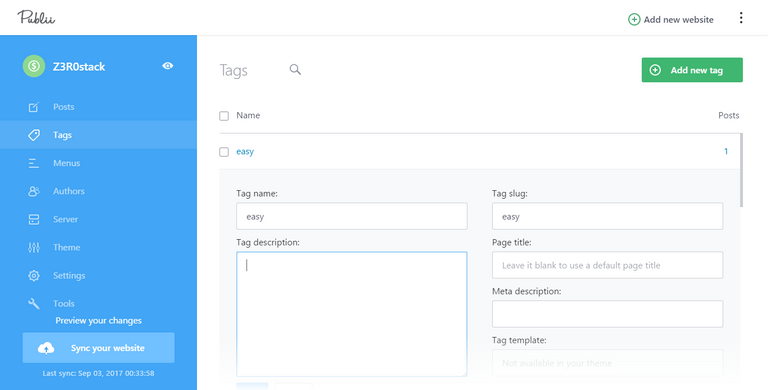 Publii
Add new website
Z3R0stack
Posts
Tags
Menus
Authors
Server
Theme
Settings
Tools
Preview your changes
Sync your website
Last sync: Sep 03, 2017 00:33:58
Tags
Add new tag
Name Posts
easy 1
Tag name: Tag slug:
easy easy
Tag description: Page title:
Leave it blank to use a default page title
Meta description:
Tag template:
Not available in your theme